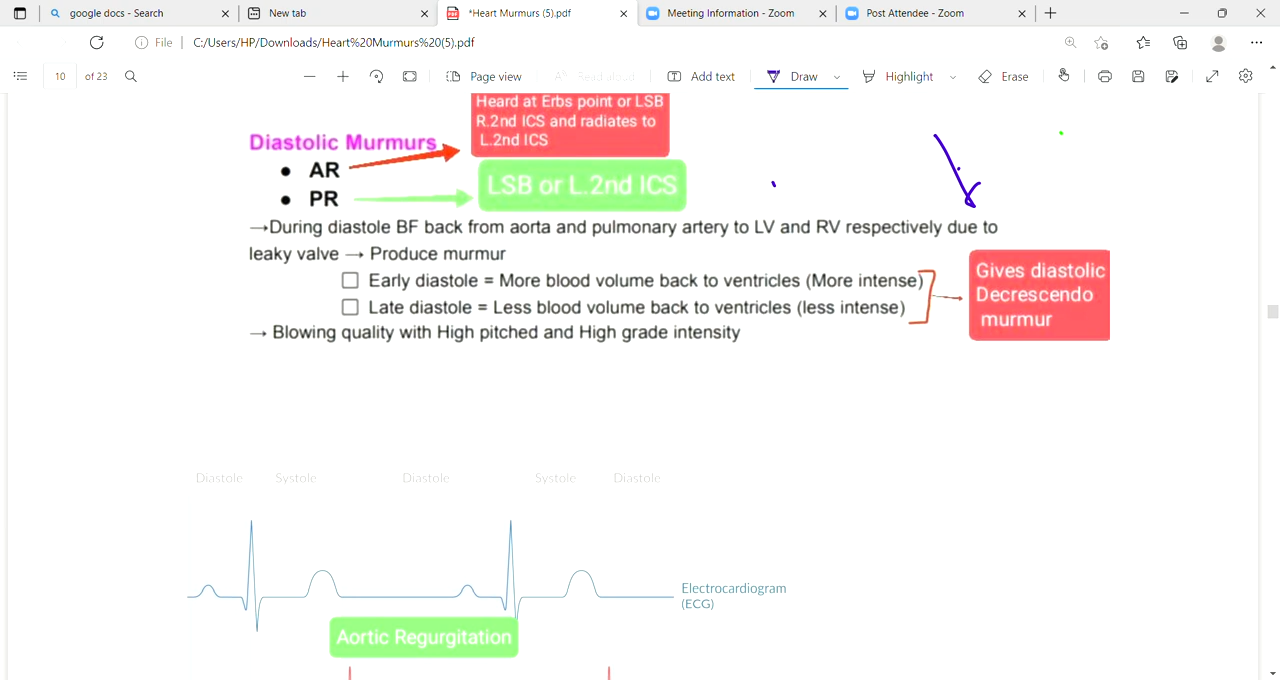 google docs - Search
New tab
*Heart Murmurs (5).pdf
Meeting Information - Zoom
Post Attendee - Zoom
File
C:/Users/HP/Downloads/Heart%20Murmurs%20(5).pdf
10 of 23
Page view
Read aloud
Add text
Draw
Highlight
Erase
Heard at Erbs point or LSB
R.2nd ICS and radiates to
L.2nd ICS
Diastolic Murmurs
• AR
• PR
LSB or L.2nd ICS
→During diastole BF back from aorta and pulmonary artery to LV and RV respectively due to
leaky valve → Produce murmur
Early diastole = More blood volume back to ventricles (More intense)
Late diastole = Less blood volume back to ventricles (less intense)
Gives diastolic
Decrescendo
murmur
→ Blowing quality with High pitched and High grade intensity
Diastole Systole Diastole Systole Diastole
Electrocardiogram
(ECG)
Aortic Regurgitation